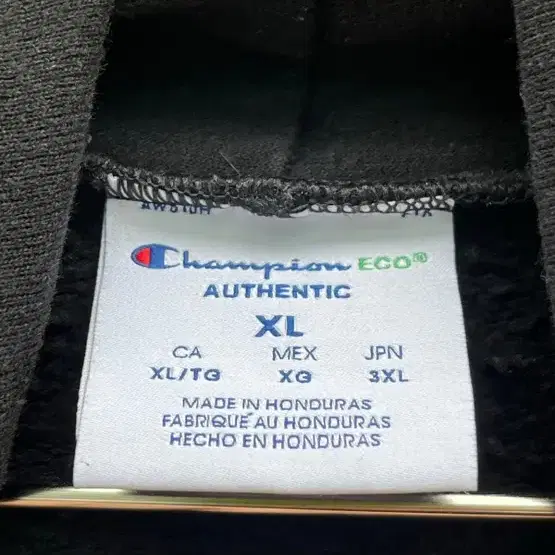 Champion ECO®
AUTHENTIC
XL
CA MEX JPN
XL/TG XG 3XL
MADE IN HONDURAS
FABRIQUÉ AU HONDURAS
HECHO EN HONDURAS